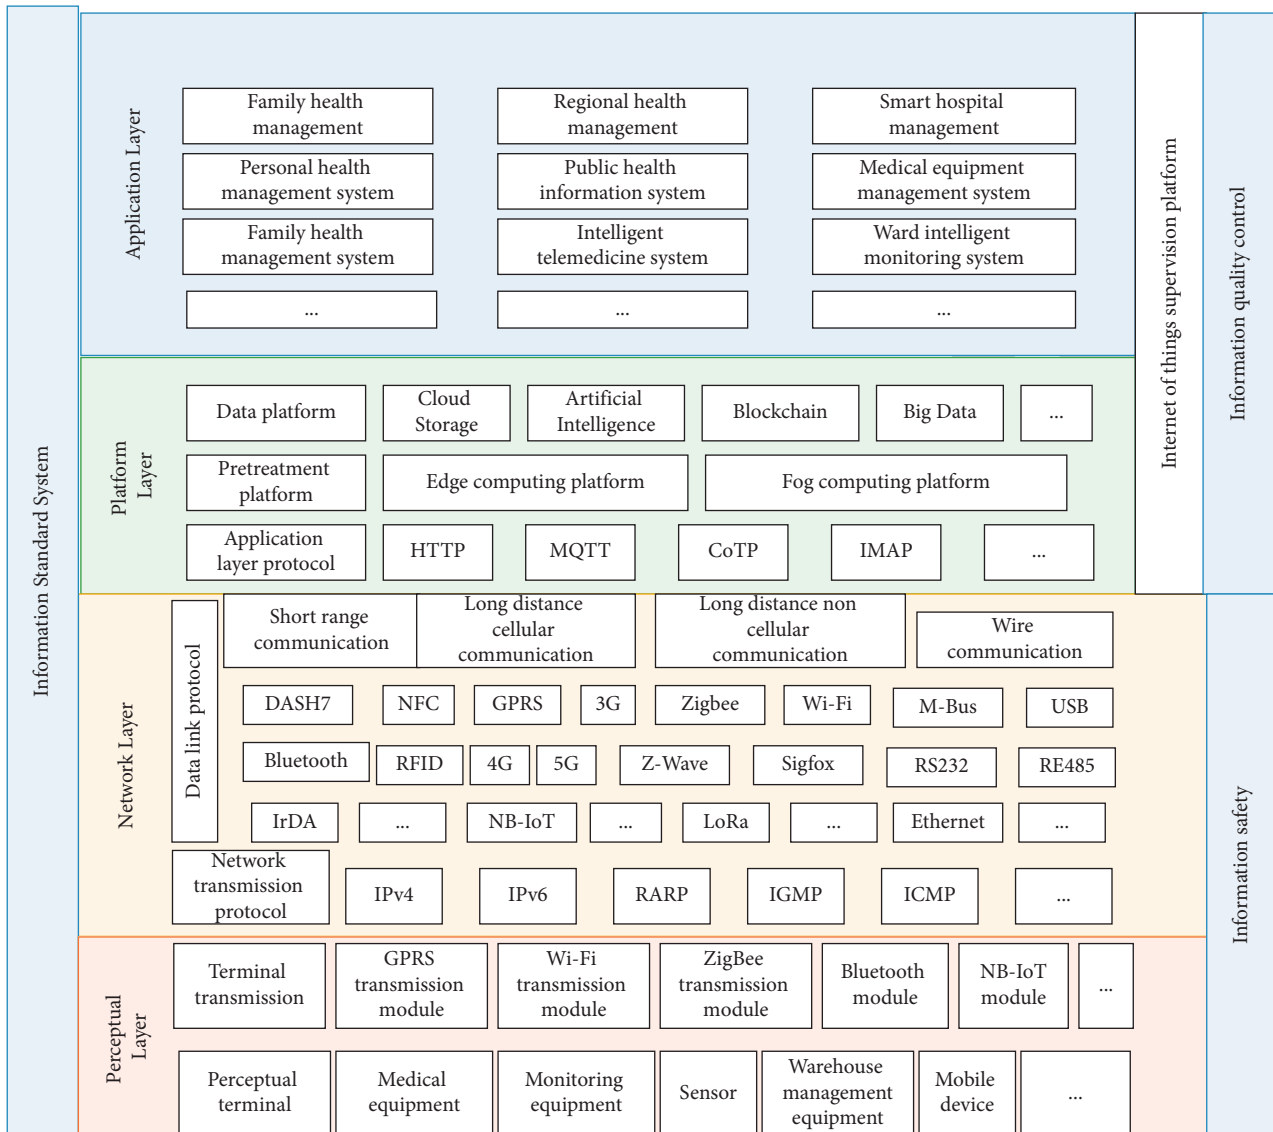 Information Standard System
Application Layer
Family health
management
Regional health
management
Smart hospital
management
Personal health
management system
Public health
information system
Medical equipment
management system
Family health
management system
Intelligent
telemedicine system
Ward intelligent
monitoring system
...
...
...
Internet of things supervision platform
Information quality control
Platform
Layer
Data platform
Cloud
Storage
Artificial
Intelligence
Blockchain
Big Data
...
Pretreatment
platform
Edge computing platform
Fog computing platform
Application
layer protocol
HTTP
MQTT
CoTP
IMAP
...
Network Layer
Data link protocol
Short range
communication
Long distance
cellular
communication
Long distance non
cellular
communication
Wire
communication
DASH7
NFC
GPRS
3G
Zigbee
Wi-Fi
M-Bus
USB
Bluetooth
RFID
4G
5G
Z-Wave
Sigfox
RS232
RE485
IrDA
...
NB-IoT
...
LoRa
...
Ethernet
...
Network
transmission
protocol
IPv4
IPv6
RARP
IGMP
ICMP
...
Information safety
Perceptual
Layer
Terminal
transmission
GPRS
transmission
module
Wi-Fi
transmission
module
ZigBee
transmission
module
Bluetooth
module
NB-IoT
module
...
Perceptual
terminal
Medical
equipment
Monitoring
equipment
Sensor
Warehouse
management
equipment
Mobile
device
...